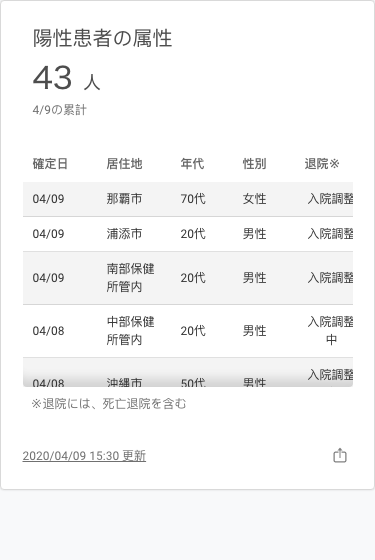 陽性患者の属性
43 人
4/9の累計
確定日 居住地 年代 性別 退院※
04/09 那覇市 70代 女性 入院調整
04/09 浦添市 20代 男性 入院調整
04/09 南部保健所管内 20代 男性 入院調整
04/08 中部保健所管内 20代 男性 入院調整中
04/08 沖縄市 50代 男性 入院調整
※退院には、死亡退院を含む
2020/04/09 15:30 更新